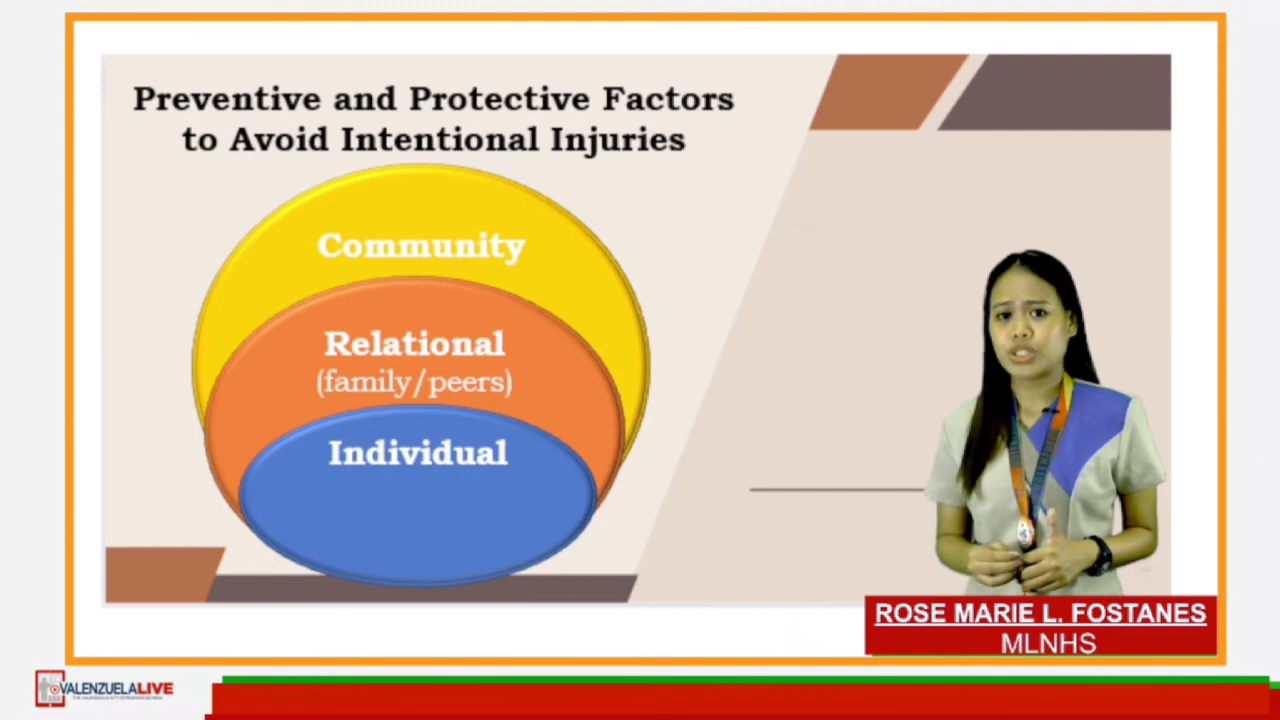 Preventive and Protective Factors
to Avoid Intentional Injuries
Community
Relational
(family/peers)
Individual
ROSE MARIE L. FOSTANES
MLNHS
VALENZUELALIVE